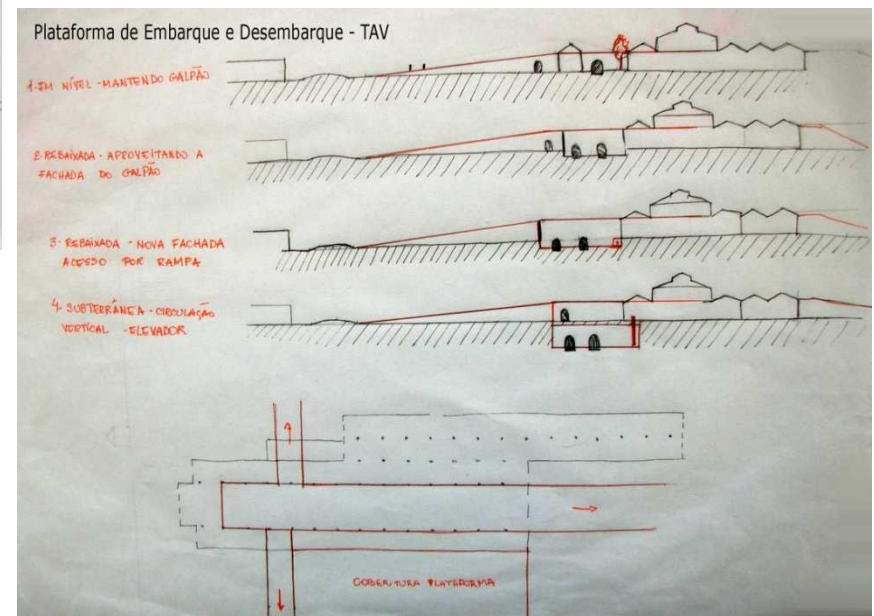 Plataforma de Embarque e Desembarque - TAV
1-EM NÍVEL - MANTENDO GALPÃO
2-REBAIXADA - APROVEITANDO A
FACHADA DO GALPÃO
3-REBAIXADA - NOVA FACHADA
ACESSO POR RAMPA
4-SUBTERRÂNEA - CIRCULAÇÃO
VERTICAL - ELEVADOR
COBERTURA PLATAFORMA